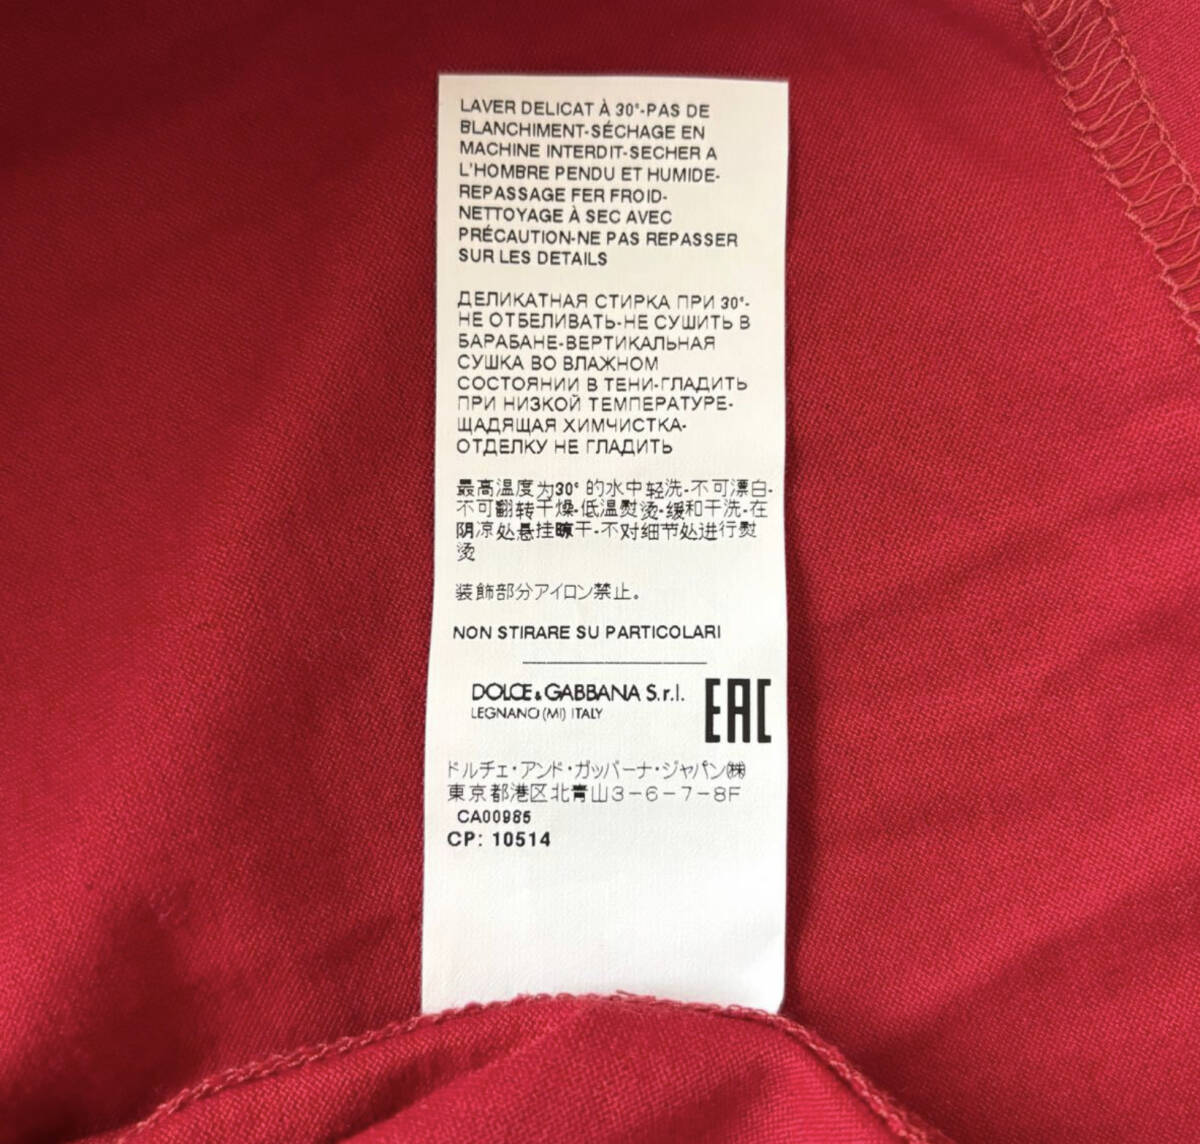 LAVER DELICAT À 30°-PAS DE
BLANCHIMENT-SÉCHAGE EN
MACHINE INTERDIT-SECHER A
L'HOMBRE PENDU ET HUMIDE-
REPASSAGE FER FROID-
NETTOYAGE À SEC AVEC
PRÉCAUTION-NE PAS REPASSER
SUR LES DETAILS
ДЕЛИКАТНАЯ СТИРКА ПРИ 30°-
НЕ ОТБЕЛИВАТЬ-НЕ СУШИТЬ В
БАРАБАНЕ-ВЕРТИКАЛЬНАЯ
СУШКА ВО ВЛАЖНОМ
СОСТОЯНИИ В ТЕНИ-ГЛАДИТЬ
ПРИ НИЗКОЙ ТЕМПЕРАТУРЕ-
ЩАДЯЩАЯ ХИМЧИСТКА-
ОТДЕЛКУ НЕ ГЛАДИТЬ
最高温度为30° 的水中轻洗-不可漂白-
不可翻转干燥-低温熨烫-缓和干洗-在
阴凉处悬挂晾干-不对细节处进行熨
烫
装飾部分アイロン禁止。
NON STIRARE SU PARTICOLARI
DOLCE & GABBANA S.r.l.
LEGNANO (MI) ITALY
EAC
ドルチェ・アンド・ガッバーナ・ジャパン㈱
東京都港区北青山3-6-7-8F
CA00985
CP: 10514